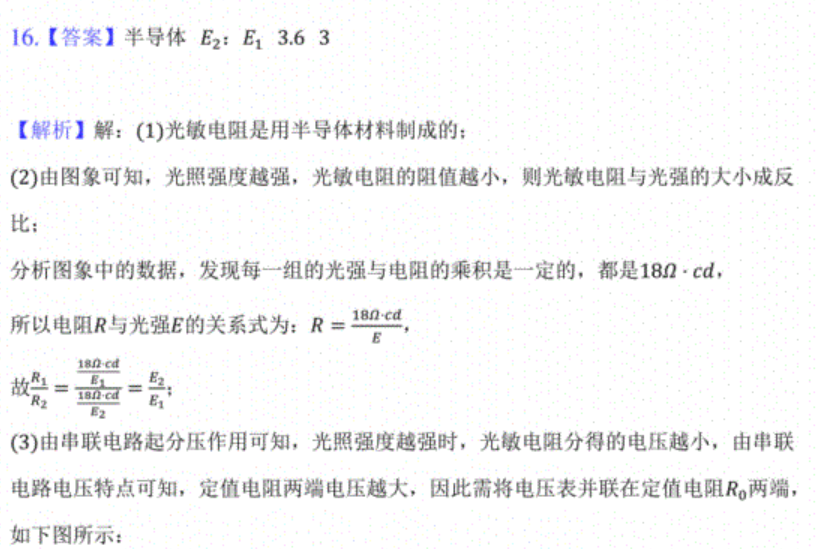 16.【答案】半导体 E₂：E₁ 3.6 3
【解析】解：(1)光敏电阻是用半导体材料制成的；
(2)由图象可知，光照强度越强，光敏电阻的阻值越小，则光敏电阻与光强的大小成反
比；
分析图象中的数据，发现每一组的光强与电阻的乘积是一定的，都是18Ω·cd，
所以电阻R与光强E的关系式为：R = 18Ω·cd/E，
故R₁/R₂ = (18Ω·cd/E₁)/(18Ω·cd/E₂) = E₂/E₁；
(3)由串联电路起分压作用可知，光照强度越强时，光敏电阻分得的电压越小，由串联
电路电压特点可知，定值电阻两端电压越大，因此需将电压表并联在定值电阻R₀两端，
如下图所示：